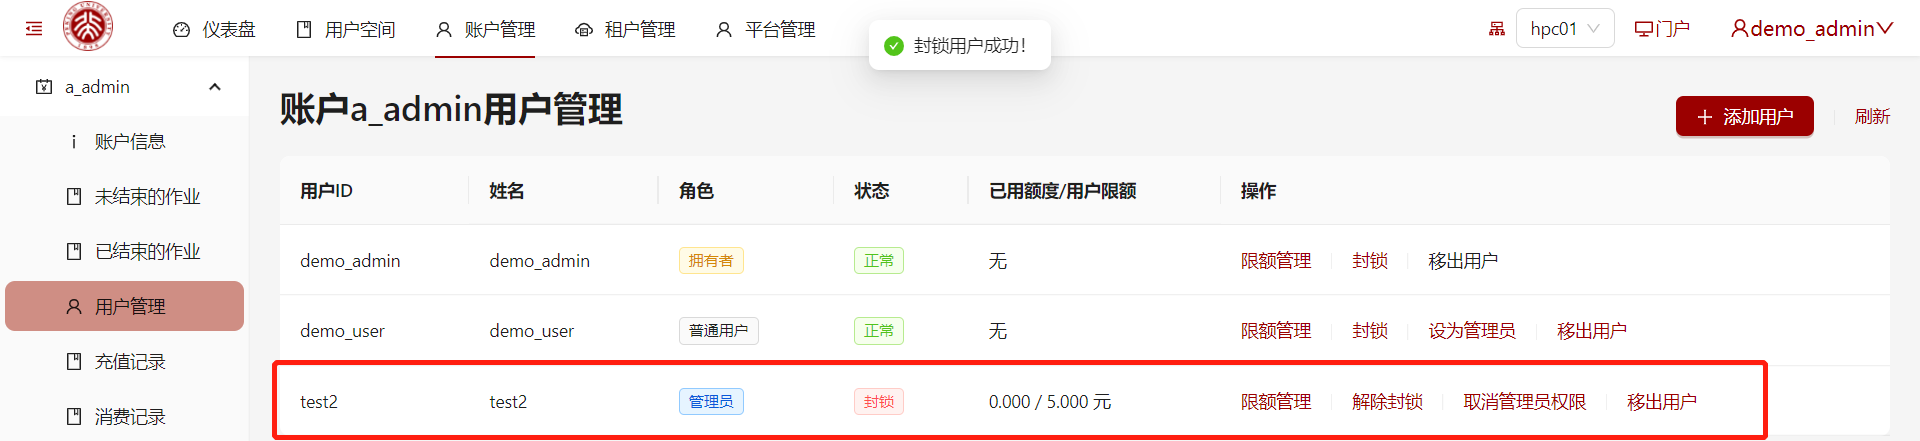 仪表盘 用户空间 账户管理 租户管理 平台管理 封锁用户成功! hpc01 门户 demo_admin
a_admin
账户信息
未结束的作业
已结束的作业
用户管理
充值记录
消费记录
账户a_admin用户管理
添加用户 刷新
用户ID 姓名 角色 状态 已用额度/用户限额 操作
demo_admin demo_admin 拥有者 正常 无 限额管理 封锁 移出用户
demo_user demo_user 普通用户 正常 无 限额管理 封锁 设为管理员 移出用户
test2 test2 管理员 封锁 0.000 / 5.000 元 限额管理 解除封锁 取消管理员权限 移出用户